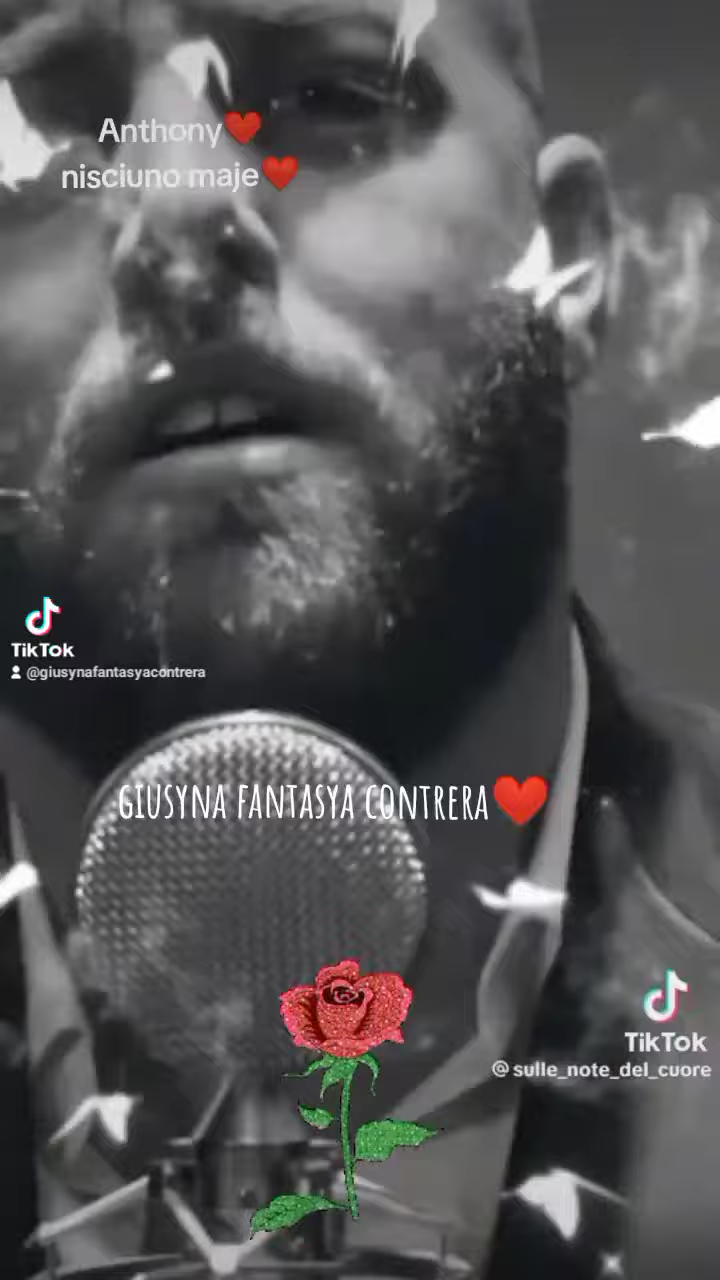 Anthony❤️
nisciuno maje❤️
TikTok
@giusynafantasyacontrera
GIUSYNA FANTASYA CONTRERA❤️
TikTok
@sulle_note_del_cuore